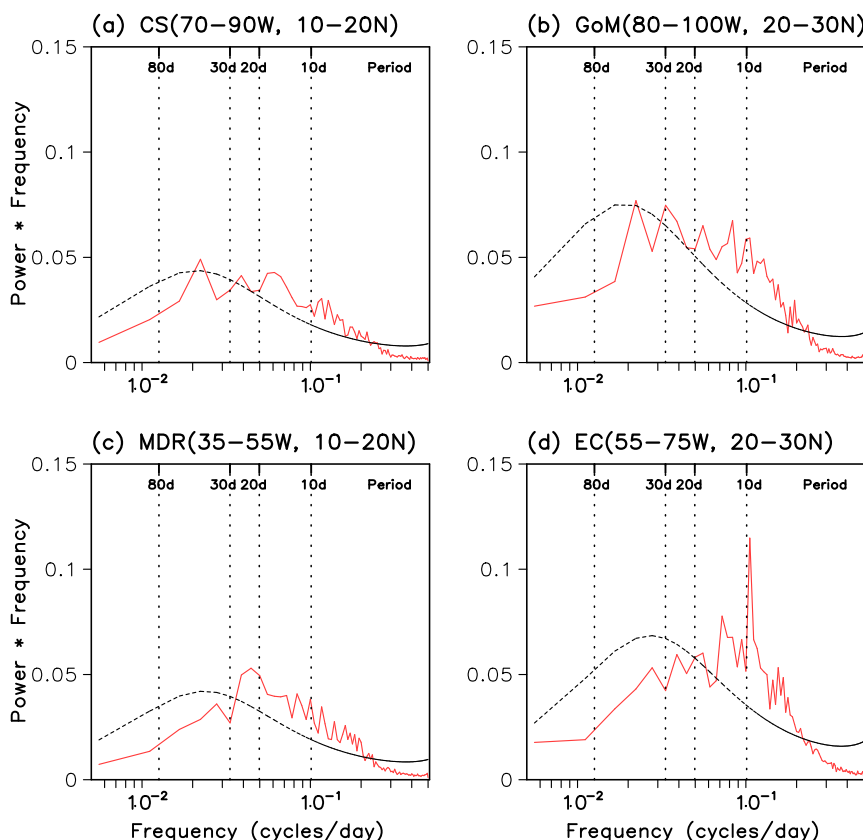 (a) CS(70−90W, 10−20N)
0.15
80d 30d 20d 10d Period
0.1
0.05
0
Power * Frequency
10⁻² 10⁻¹
(b) GoM(80−100W, 20−30N)
0.15
80d 30d 20d 10d Period
0.1
0.05
0
10⁻² 10⁻¹
(c) MDR(35−55W, 10−20N)
0.15
80d 30d 20d 10d Period
0.1
0.05
0
Power * Frequency
10⁻² 10⁻¹
Frequency (cycles/day)
(d) EC(55−75W, 20−30N)
0.15
80d 30d 20d 10d Period
0.1
0.05
0
10⁻² 10⁻¹
Frequency (cycles/day)